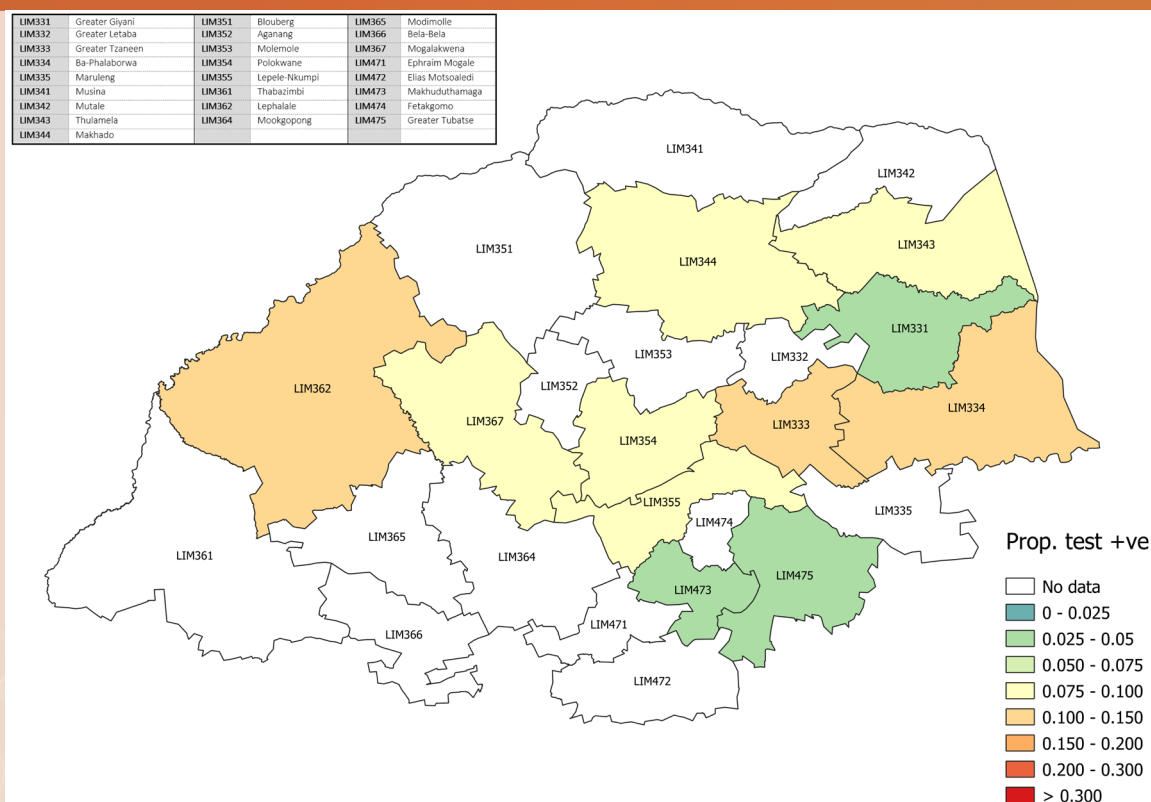 LIM331 Greater Giyani LIM351 Blouberg LIM365 Modimolle
LIM332 Greater Letaba LIM352 Aganang LIM366 Bela-Bela
LIM333 Greater Tzaneen LIM353 Molemole LIM367 Mogalakwena
LIM334 Ba-Phalaborwa LIM354 Polokwane LIM471 Ephraim Mogale
LIM335 Maruleng LIM355 Lepele-Nkumpi LIM472 Elias Motsoaledi
LIM341 Musina LIM361 Thabazimbi LIM473 Makhuduthamaga
LIM342 Mutale LIM362 Lephalale LIM474 Fetakgomo
LIM343 Thulamela LIM364 Mookgopong LIM475 Greater Tubatse
LIM344 Makhado
LIM341
LIM342
LIM351
LIM343
LIM344
LIM331
LIM353
LIM332
LIM362
LIM352
LIM334
LIM367
LIM333
LIM354
LIM355
LIM335
LIM474
LIM365
LIM361
LIM364
LIM475
LIM473
LIM471
LIM366
LIM472
Prop. test +ve
No data
0 - 0.025
0.025 - 0.05
0.050 - 0.075
0.075 - 0.100
0.100 - 0.150
0.150 - 0.200
0.200 - 0.300
> 0.300